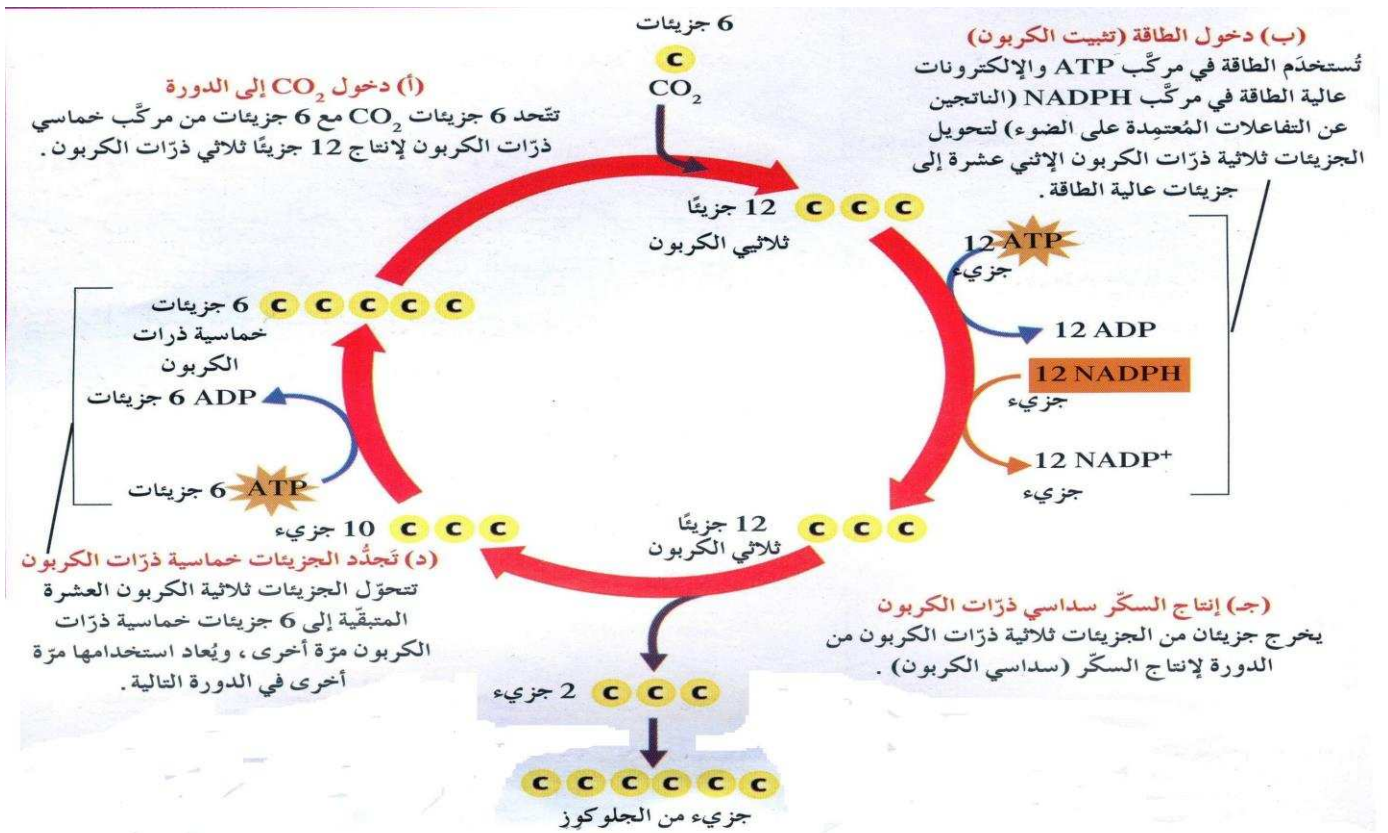 6 جزيئات
C
CO₂
(أ) دخول CO₂ إلى الدورة
تتّحد 6 جزيئات CO₂ مع 6 جزيئات من مركَّب خماسي
ذرّات الكربون لإنتاج 12 جزيئًا ثلاثي ذرّات الكربون.
(ب) دخول الطاقة (تثبيت الكربون)
تُستخدَم الطاقة في مركَّب ATP والإلكترونات
عالية الطاقة في مركَّب NADPH (الناتجين
عن التفاعلات المُعتمِدة على الضوء) لتحويل
الجزيئات ثلاثية ذرّات الكربون الإثني عشرة إلى
جزيئات عالية الطاقة.
12 جزيئًا C C C
ثلاثيي الكربون
12 ATP
جزيء
12 ADP
12 NADPH
جزيء
12 NADP⁺
جزيء
6 جزيئات C C C C C
خماسية ذرات
الكربون
6 ADP جزيئات
6 ATP جزيئات
10 جزيء C C C
12 جزيئًا C C C
ثلاثي الكربون
(د) تَجدُّد الجزيئات خماسية ذرّات الكربون
تتحوّل الجزيئات ثلاثية الكربون العشرة
المتبقّية إلى 6 جزيئات خماسية ذرّات
الكربون مرّة أخرى، ويُعاد استخدامها مرّة
أخرى في الدورة التالية.
(جـ) إنتاج السكّر سداسي ذرّات الكربون
يخرج جزيئان من الجزيئات ثلاثية ذرّات الكربون من
الدورة لإنتاج السكّر (سداسي الكربون).
2 جزيء C C C
C C C C C C
جزيء من الجلوكوز